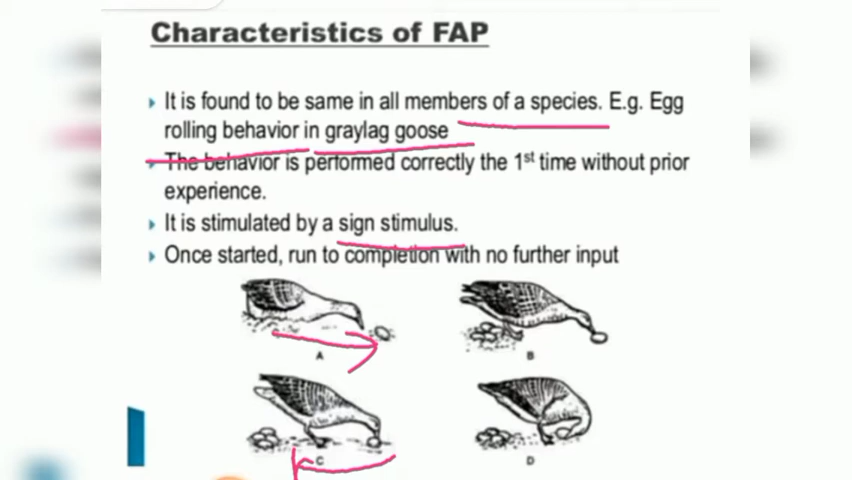 Characteristics of FAP
It is found to be same in all members of a species. E.g. Egg
rolling behavior in graylag goose
The behavior is performed correctly the 1st time without prior
experience.
It is stimulated by a sign stimulus.
Once started, run to completion with no further input
A
B
C
D